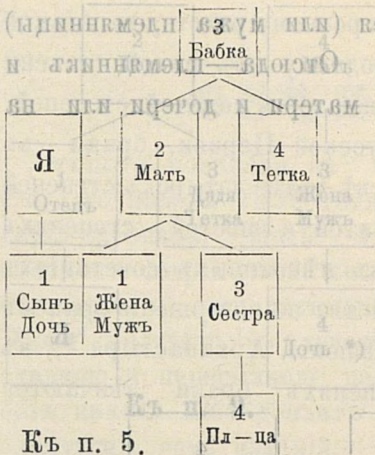 3
Бабка
Я
2
Мать
4
Тетка
1
Сынъ
Дочь
1
Жена
Мужъ
3
Сестра
4
Пл—ца
Къ п. 5.